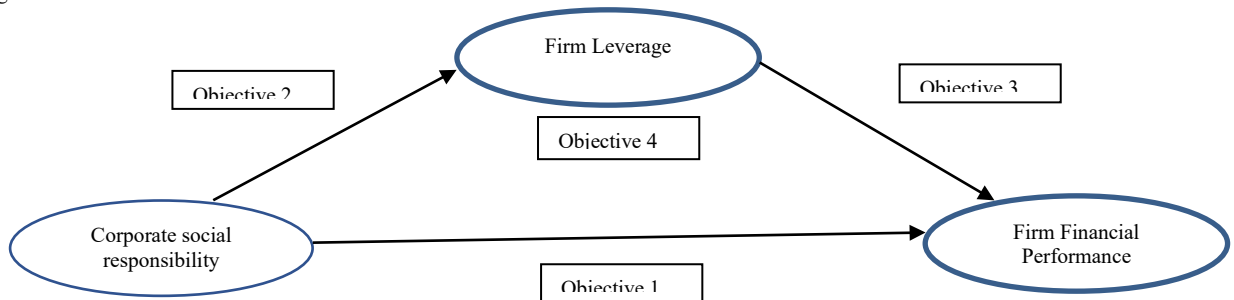 Firm Leverage
Objective 2
Objective 3
Objective 4
Corporate social
responsibility
Firm Financial
Performance
Objective 1